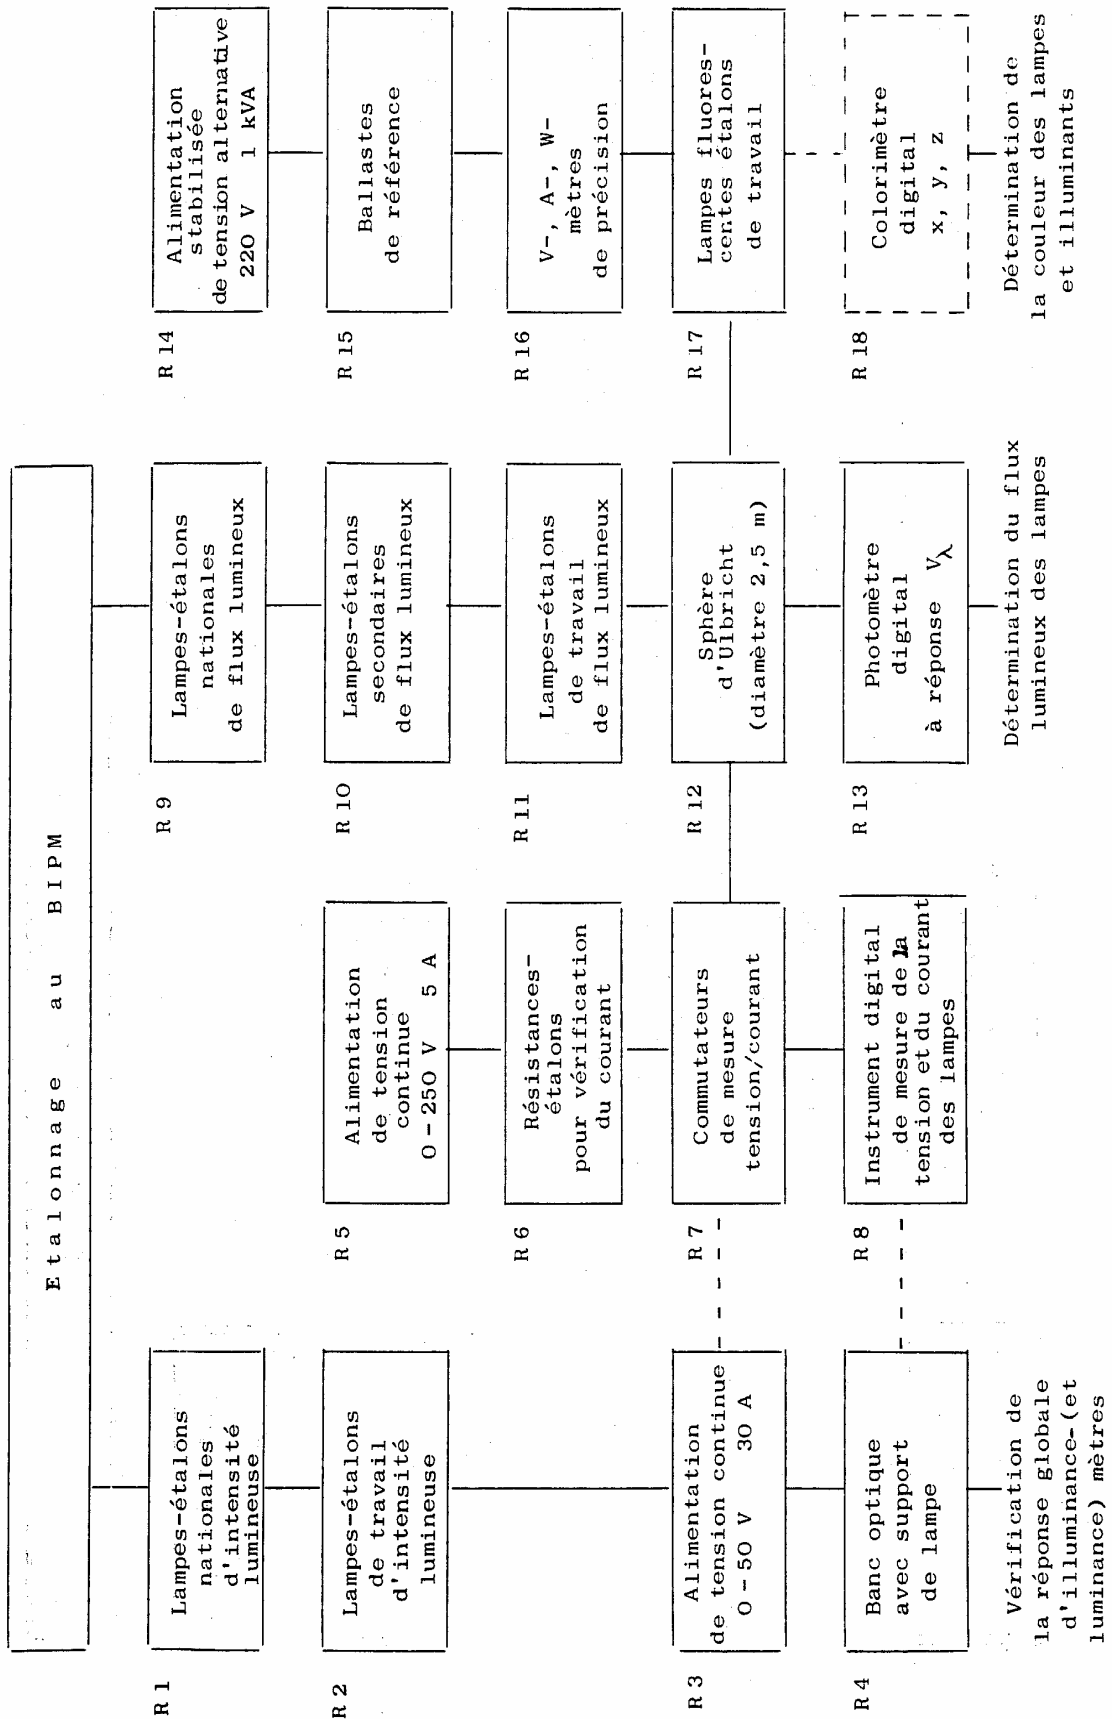 Etalonnage au BIPM
R 1
Lampes-étalons
nationales
d'intensité
lumineuse
R 2
Lampes-étalons
de travail
d'intensité
lumineuse
R 3
Alimentation
de tension continue
0-50 V 30 A
R 4
Banc optique
avec support
de lampe
Vérification de
la réponse globale
d'illuminance-(et
luminance) mètres
R 5
Alimentation
de tension
continue
0-250 V 5 A
R 6
Résistances-
étalons
pour vérification
du courant
R 7
Commutateurs
de mesure
tension/courant
R 8
Instrument digital
de mesure de la
tension et du courant
des lampes
R 9
Lampes-étalons
nationales
de flux lumineux
R 10
Lampes-étalons
secondaires
de flux lumineux
R 11
Lampes-étalons
de travail
de flux lumineux
R 12
Sphère
d'Ulbricht
(diamètre 2,5 m)
R 13
Photomètre
digital
à réponse Vλ
Détermination du flux
lumineux des lampes
R 14
Alimentation
stabilisée
de tension alternative
220 V 1 kVA
R 15
Ballastes
de référence
R 16
V-, A-, W-
mètres
de précision
R 17
Lampes fluores-
centes étalons
de travail
R 18
Colorimètre
digital
x, y, z
Détermination de
la couleur des lampes
et illuminants